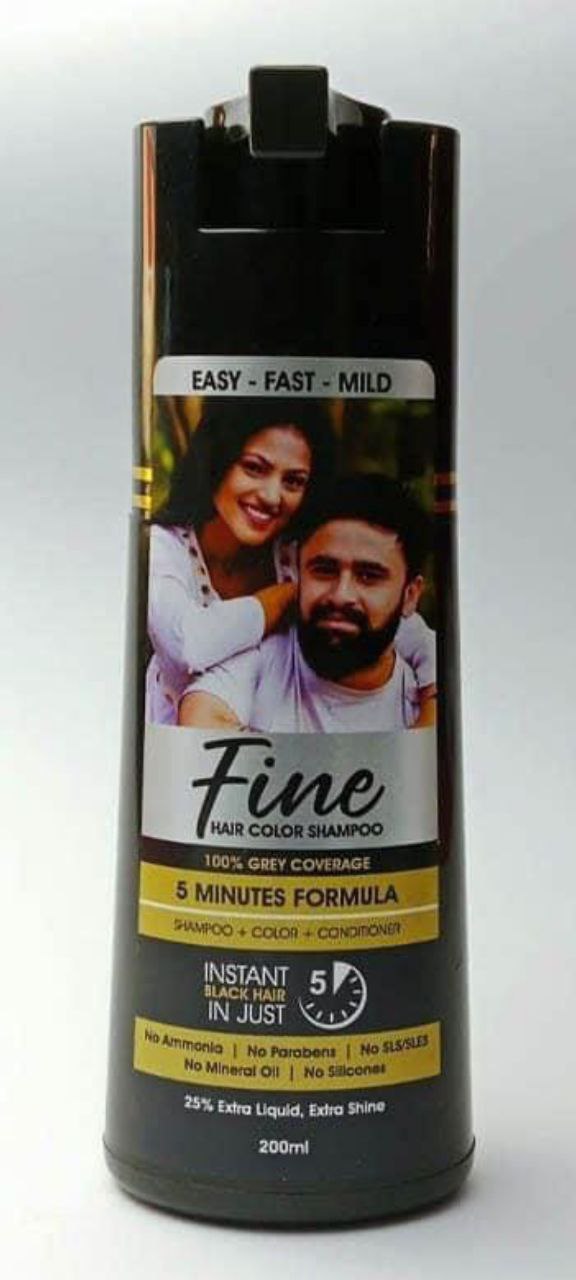 EASY - FAST - MILD
Fine
HAIR COLOR SHAMPOO
100% GREY COVERAGE
5 MINUTES FORMULA
SHAMPOO + COLOR + CONDITIONER
INSTANT
BLACK HAIR
IN JUST
5
No Ammonia | No Parabens | No SLS/SLES
No Mineral Oil | No Silicones
25% Extra Liquid, Extra Shine
200ml